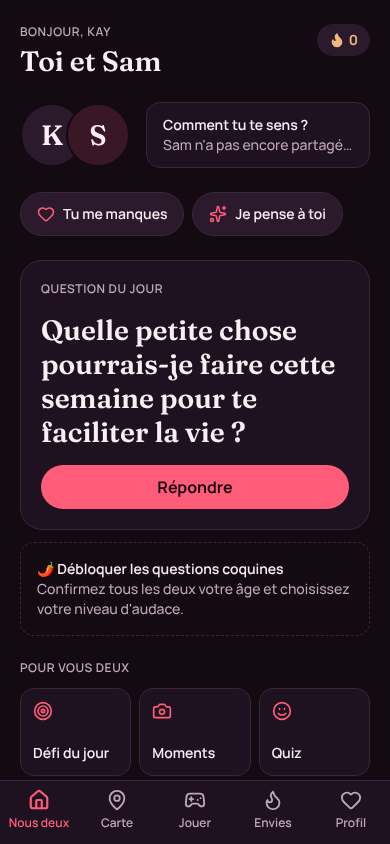 BONJOUR, KAY
Toi et Sam
0
K
S
Comment tu te sens ?
Sam n'a pas encore partagé…
Tu me manques
Je pense à toi
QUESTION DU JOUR
Quelle petite chose
pourrais-je faire cette
semaine pour te
faciliter la vie ?
Répondre
🌶️ Débloquer les questions coquines
Confirmez tous les deux votre âge et choisissez
votre niveau d'audace.
POUR VOUS DEUX
Défi du jour
Moments
Quiz
Nous deux
Carte
Jouer
Envies
Profil